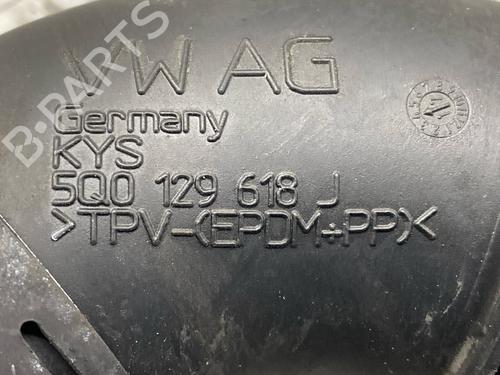 B-PARTS
VW AG
Germany
KYS
5Q0 129 618 J
>TPV-(EPDM+PP)<